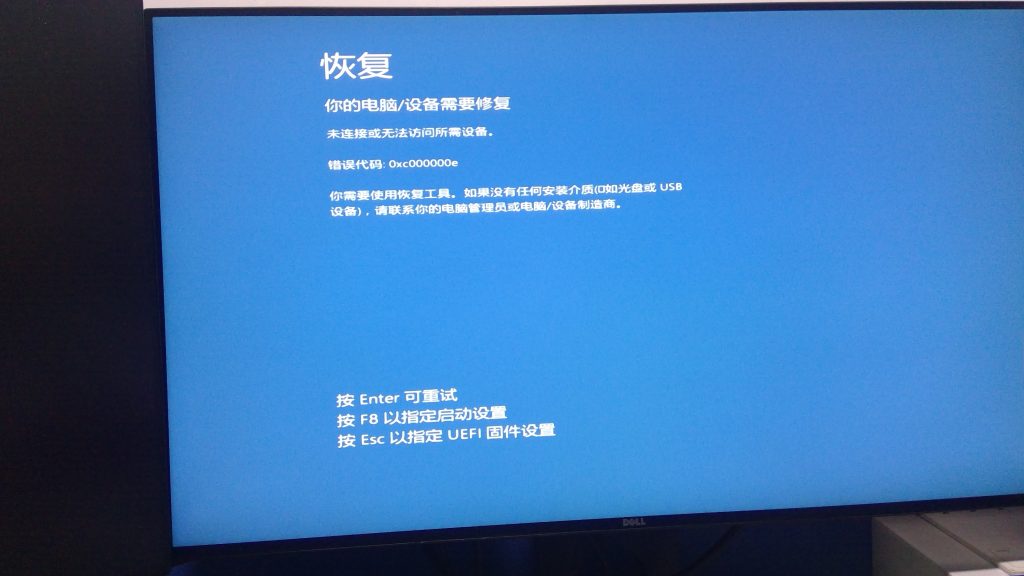 恢复
你的电脑/设备需要修复
未连接或无法访问所需设备。
错误代码: 0xc000000e
你需要使用恢复工具。如果没有任何安装介质(如光盘或 USB
设备)，请联系你的电脑管理员或电脑/设备制造商。
按 Enter 可重试
按 F8 以指定启动设置
按 Esc 以指定 UEFI 固件设置
DELL